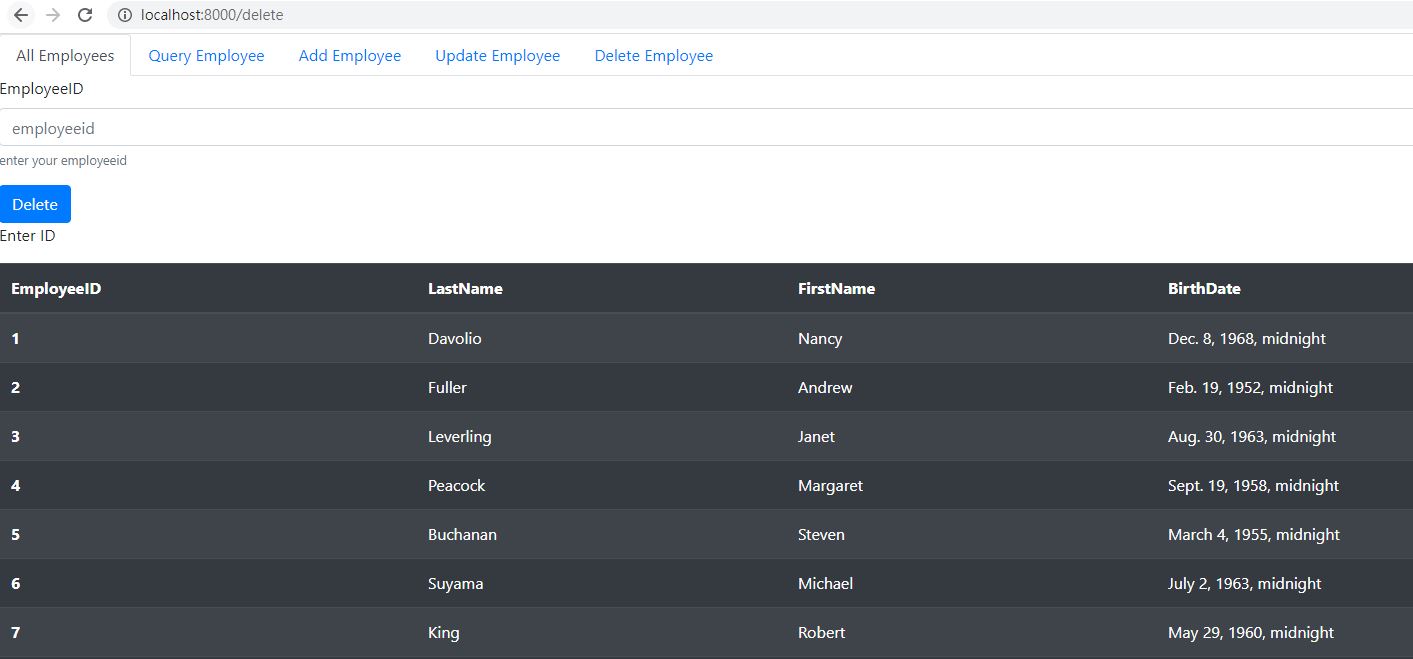 localhost:8000/delete
All Employees Query Employee Add Employee Update Employee Delete Employee
EmployeeID
employeeid
enter your employeeid
Delete
Enter ID
EmployeeID LastName FirstName BirthDate
1 Davolio Nancy Dec. 8, 1968, midnight
2 Fuller Andrew Feb. 19, 1952, midnight
3 Leverling Janet Aug. 30, 1963, midnight
4 Peacock Margaret Sept. 19, 1958, midnight
5 Buchanan Steven March 4, 1955, midnight
6 Suyama Michael July 2, 1963, midnight
7 King Robert May 29, 1960, midnight